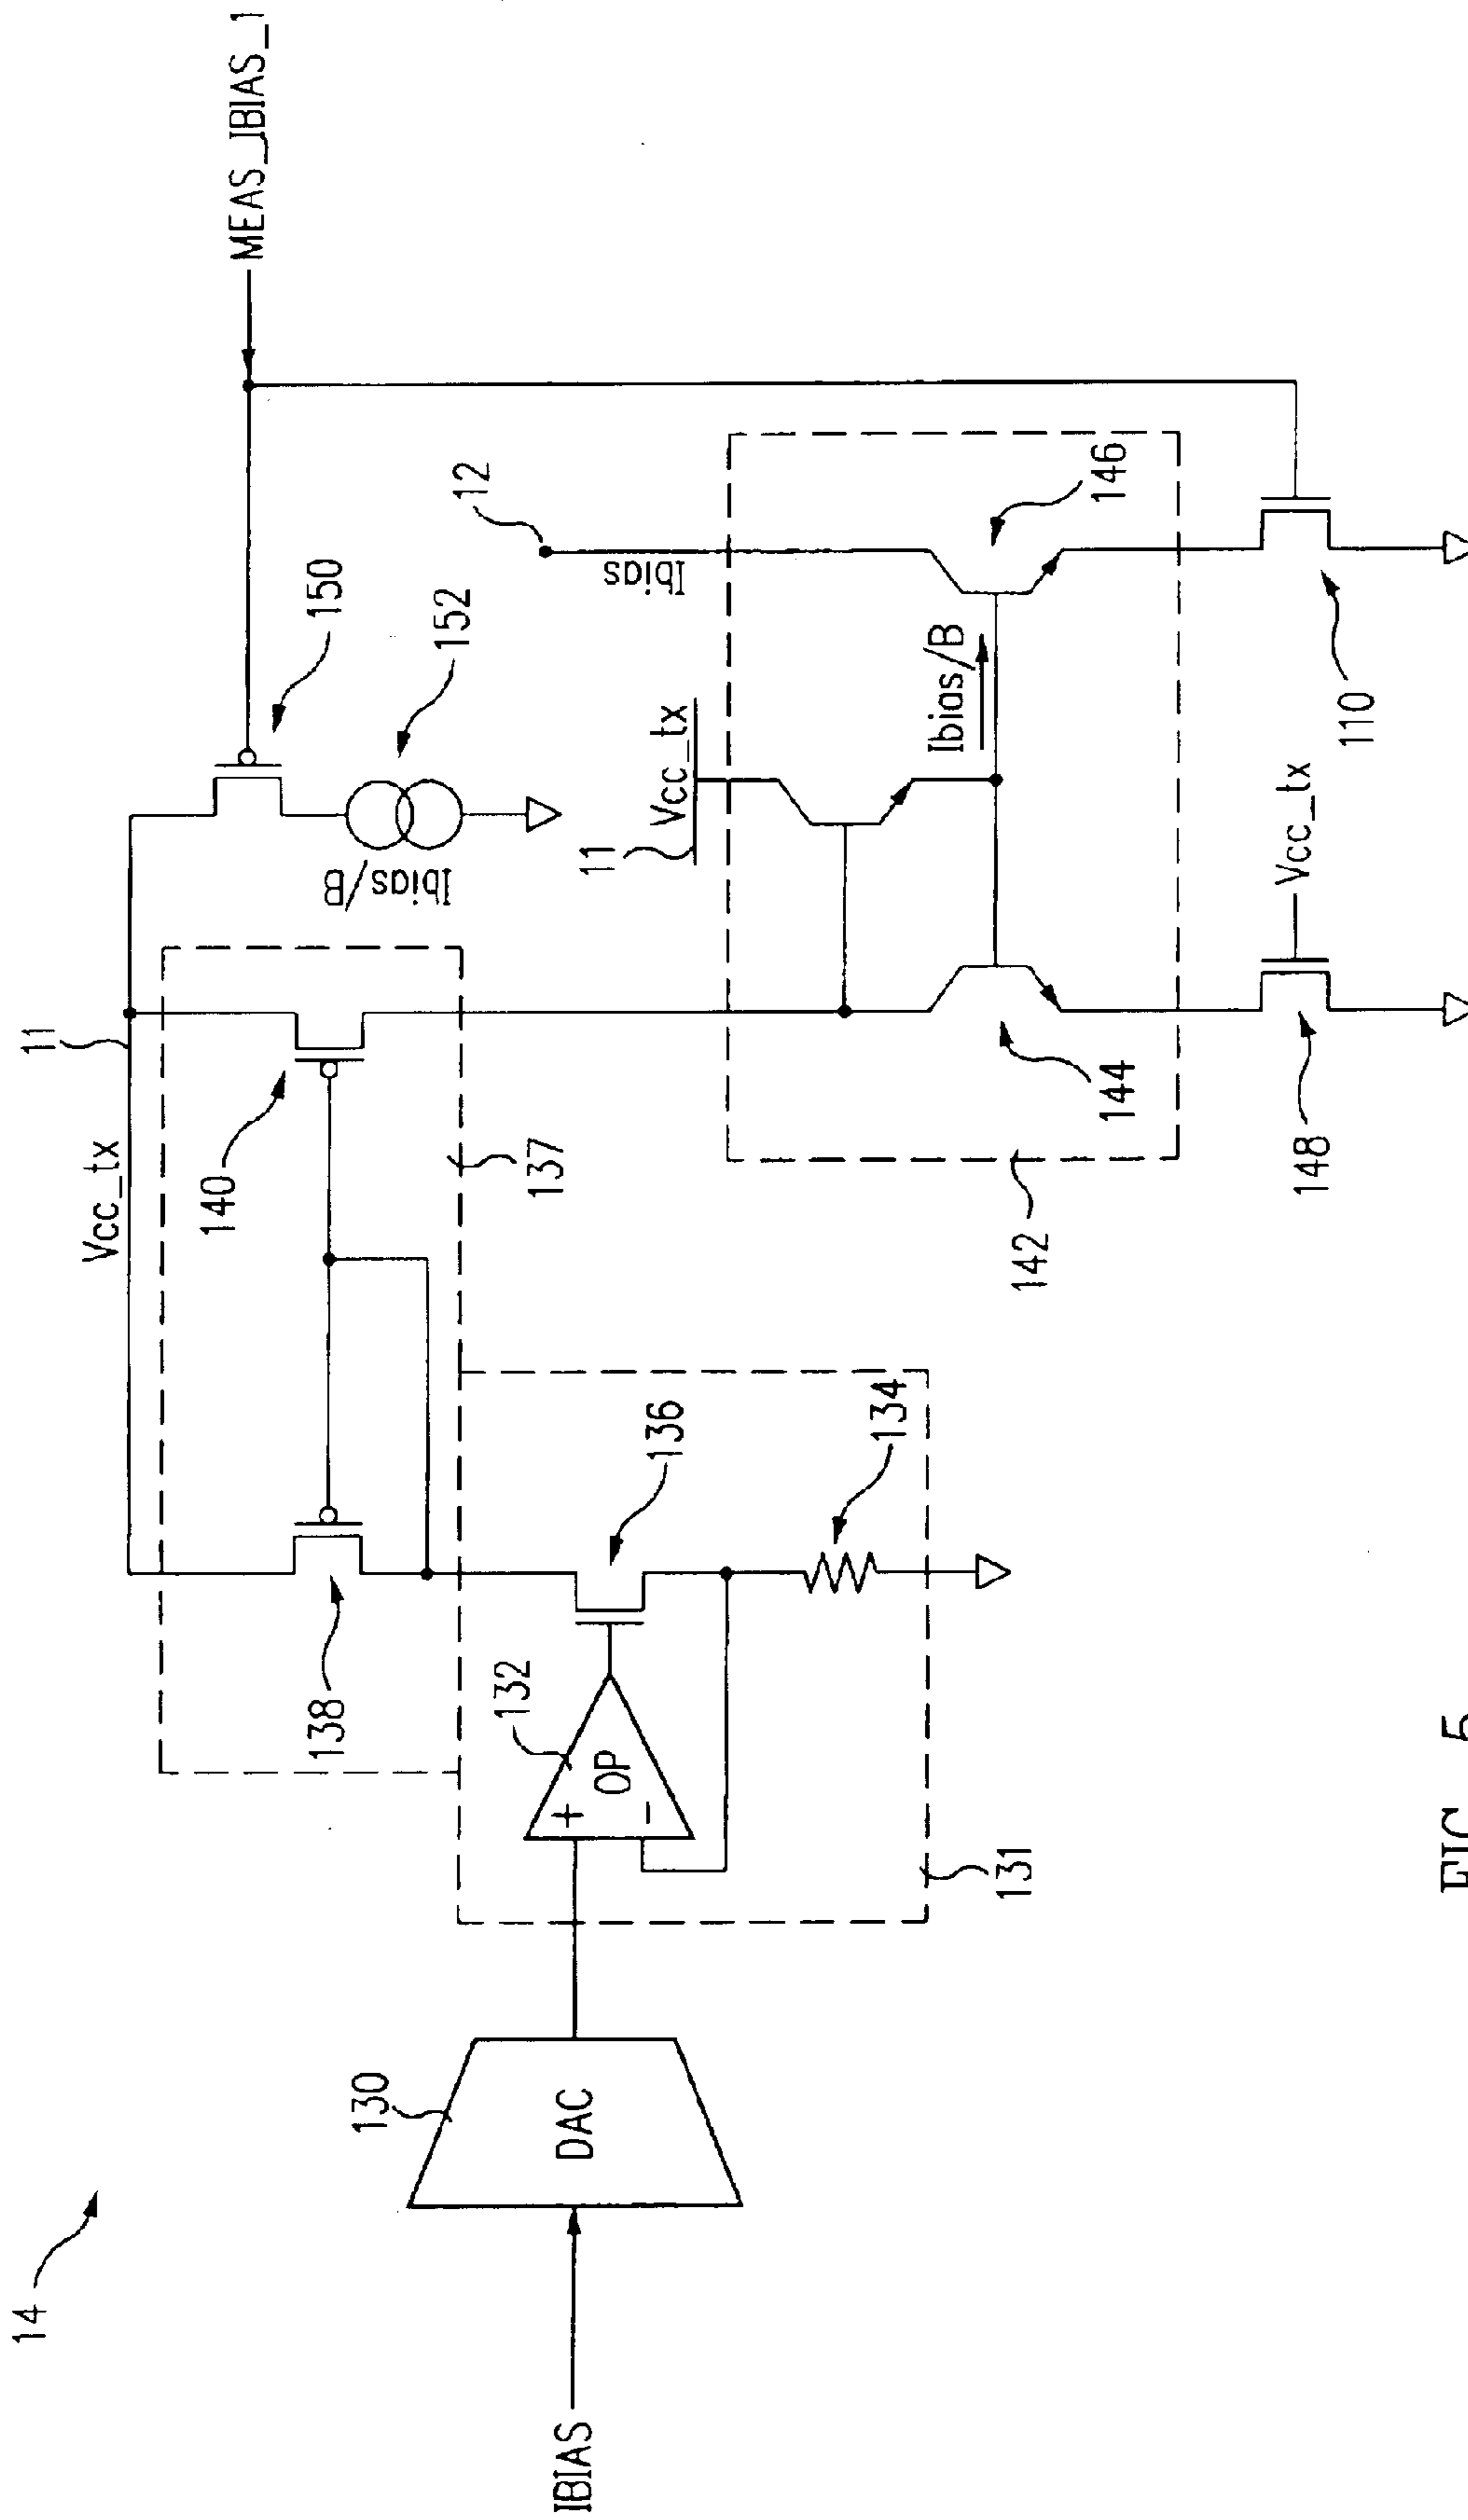 14
IBIAS
DAC
130
131
OP
+
-
132
136
134
138
137
140
Vcc_tx
11
Ibias/B
150
152
MEAS_IBIAS_1
12
Ibias
11
Vcc_tx
Ibias/B
146
144
142
148
Vcc_tx
110
FIG. 5